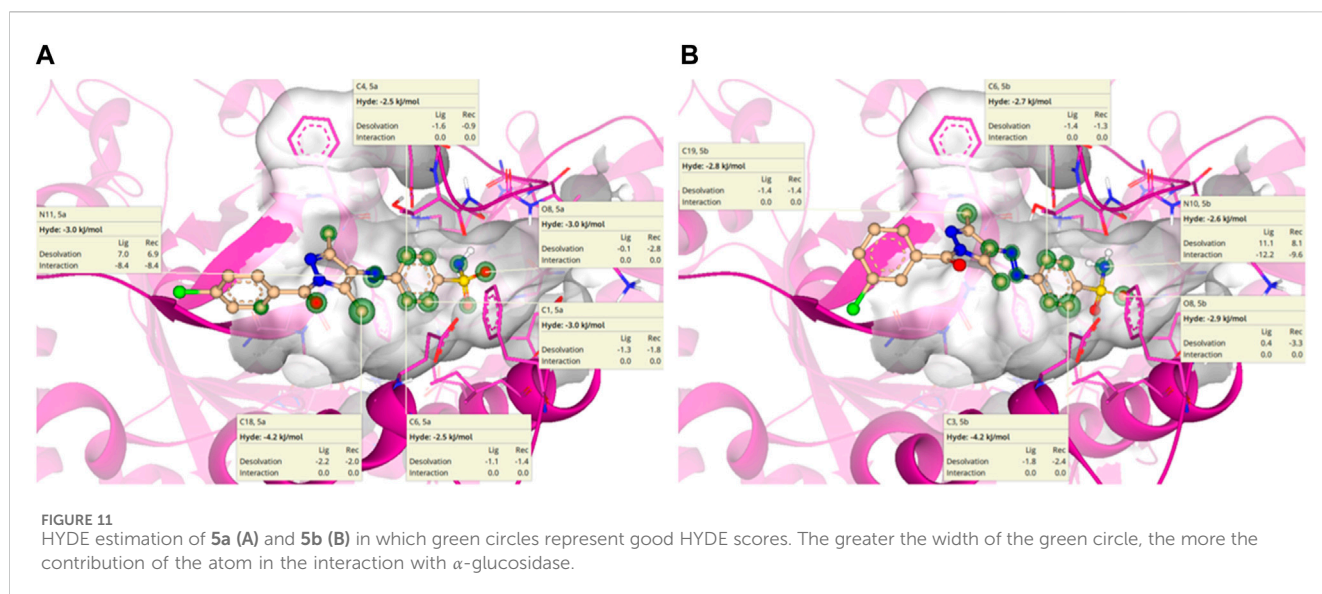 A
C4, 5a
Hyde: -2.5 kJ/mol
Lig Rec
Desolvation -1.6 -0.9
Interaction 0.0 0.0
N11, 5a
Hyde: -3.0 kJ/mol
Lig Rec
Desolvation 7.0 6.9
Interaction -8.4 -8.4
O8, 5a
Hyde: -3.0 kJ/mol
Lig Rec
Desolvation -0.1 -2.8
Interaction 0.0 0.0
C1, 5a
Hyde: -3.0 kJ/mol
Lig Rec
Desolvation -1.3 -1.8
Interaction 0.0 0.0
C18, 5a
Hyde: -4.2 kJ/mol
Lig Rec
Desolvation -2.2 -2.0
Interaction 0.0 0.0
C6, 5a
Hyde: -2.5 kJ/mol
Lig Rec
Desolvation -1.1 -1.4
Interaction 0.0 0.0
B
C6, 5b
Hyde: -2.7 kJ/mol
Lig Rec
Desolvation -1.4 -1.3
Interaction 0.0 0.0
C19, 5b
Hyde: -2.8 kJ/mol
Lig Rec
Desolvation -1.4 -1.4
Interaction 0.0 0.0
N10, 5b
Hyde: -2.6 kJ/mol
Lig Rec
Desolvation 11.1 8.1
Interaction -12.2 -9.6
O8, 5b
Hyde: -2.9 kJ/mol
Lig Rec
Desolvation 0.4 -3.3
Interaction 0.0 0.0
C3, 5b
Hyde: -4.2 kJ/mol
Lig Rec
Desolvation -1.8 -2.4
Interaction 0.0 0.0
FIGURE 11
HYDE estimation of 5a (A) and 5b (B) in which green circles represent good HYDE scores. The greater the width of the green circle, the more the
contribution of the atom in the interaction with α-glucosidase.